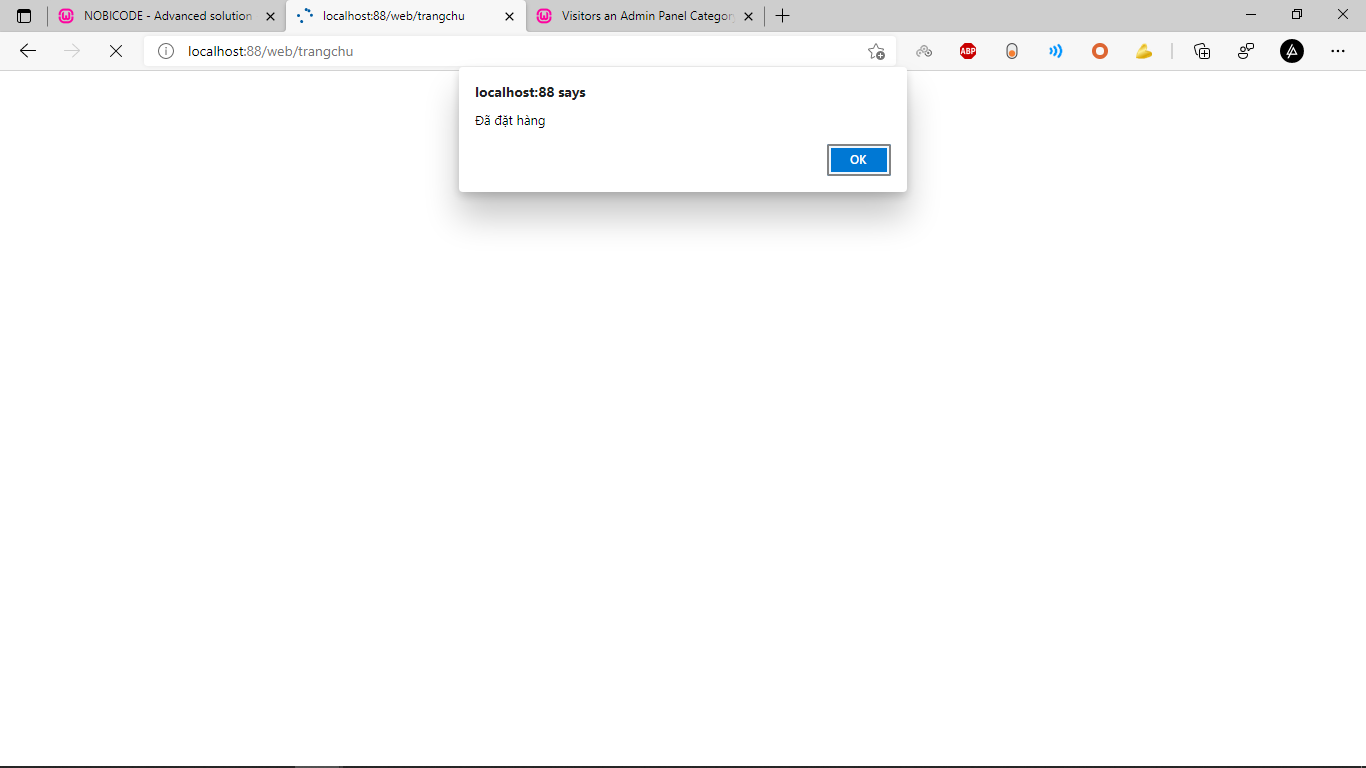 NOBICODE - Advanced solution
localhost:88/web/trangchu
Visitors an Admin Panel Category
localhost:88/web/trangchu
ABP
localhost:88 says
Đã đặt hàng
OK